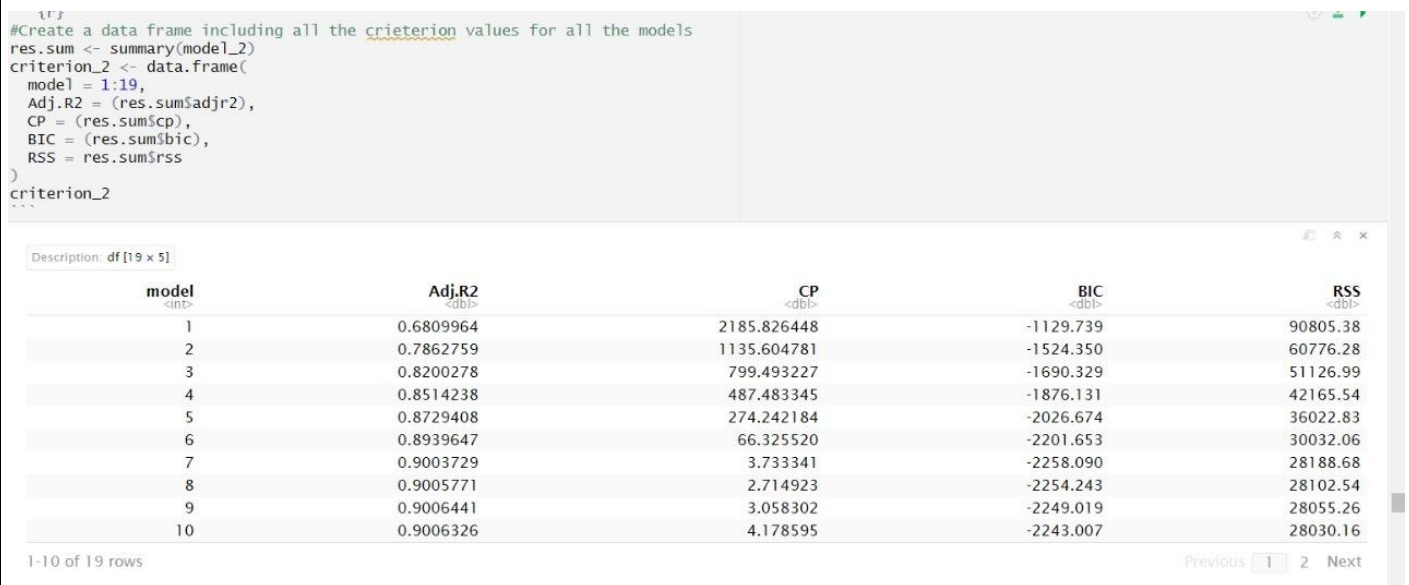 {r}
#Create a data frame including all the crieterion values for all the models
res.sum <- summary(model_2)
criterion_2 <- data.frame(
model = 1:19,
Adj.R2 = (res.sum$adjr2),
CP = (res.sum$cp),
BIC = (res.sum$bic),
RSS = res.sum$rss
)
criterion_2
```
Description: df [19 × 5]
model Adj.R2 CP BIC RSS
<int> <dbl> <dbl> <dbl> <dbl>
1 0.6809964 2185.826448 -1129.739 90805.38
2 0.7862759 1135.604781 -1524.350 60776.28
3 0.8200278 799.493227 -1690.329 51126.99
4 0.8514238 487.483345 -1876.131 42165.54
5 0.8729408 274.242184 -2026.674 36022.83
6 0.8939647 66.325520 -2201.653 30032.06
7 0.9003729 3.733341 -2258.090 28188.68
8 0.9005771 2.714923 -2254.243 28102.54
9 0.9006441 3.058302 -2249.019 28055.26
10 0.9006326 4.178595 -2243.007 28030.16
1-10 of 19 rows Previous 1 2 Next